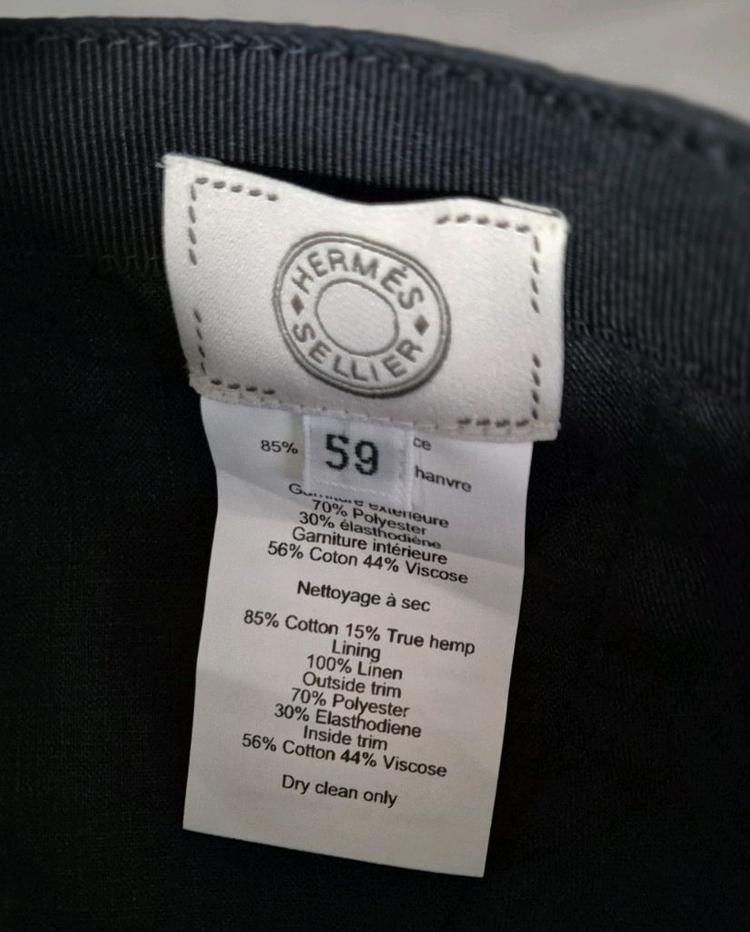 HERMÈS
SELLIER
59
ce
85% hanvre
70% Polyester
30% élasthodiène
Garniture intérieure
56% Coton 44% Viscose
Nettoyage à sec
85% Cotton 15% True hemp
Lining
100% Linen
Outside trim
70% Polyester
30% Elasthodiene
Inside trim
56% Cotton 44% Viscose
Dry clean only